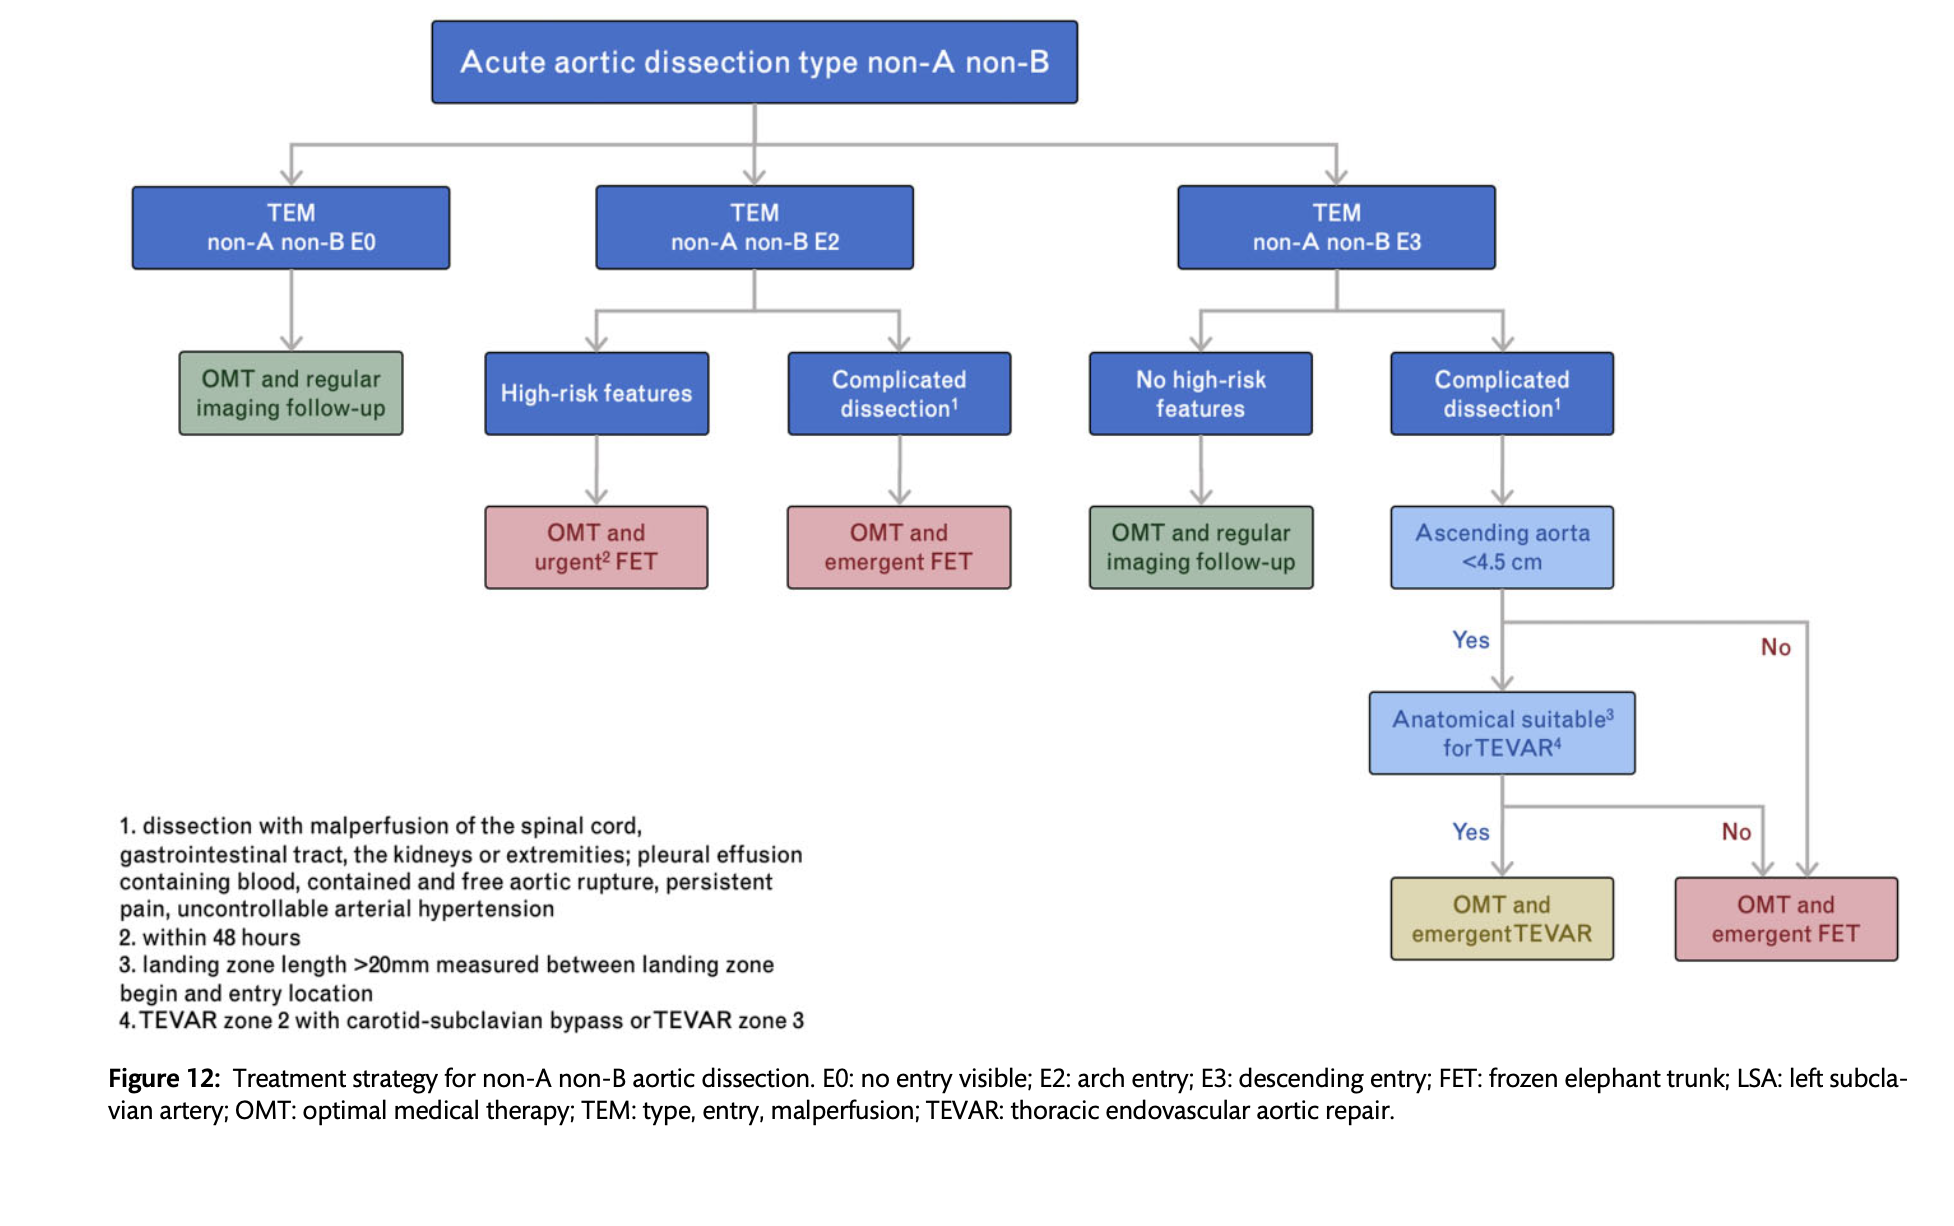 Acute aortic dissection type non-A non-B
TEM
non-A non-B E0
TEM
non-A non-B E2
TEM
non-A non-B E3
OMT and regular
imaging follow-up
High-risk features
Complicated
dissection¹
No high-risk
features
Complicated
dissection¹
OMT and
urgent² FET
OMT and
emergent FET
OMT and regular
imaging follow-up
Ascending aorta
<4.5 cm
Yes
No
Anatomical suitable³
for TEVAR⁴
Yes
No
OMT and
emergent TEVAR
OMT and
emergent FET
1. dissection with malperfusion of the spinal cord,
gastrointestinal tract, the kidneys or extremities; pleural effusion
containing blood, contained and free aortic rupture, persistent
pain, uncontrollable arterial hypertension
2. within 48 hours
3. landing zone length >20mm measured between landing zone
begin and entry location
4. TEVAR zone 2 with carotid-subclavian bypass or TEVAR zone 3
Figure 12: Treatment strategy for non-A non-B aortic dissection. E0: no entry visible; E2: arch entry; E3: descending entry; FET: frozen elephant trunk; LSA: left subcla-
vian artery; OMT: optimal medical therapy; TEM: type, entry, malperfusion; TEVAR: thoracic endovascular aortic repair.